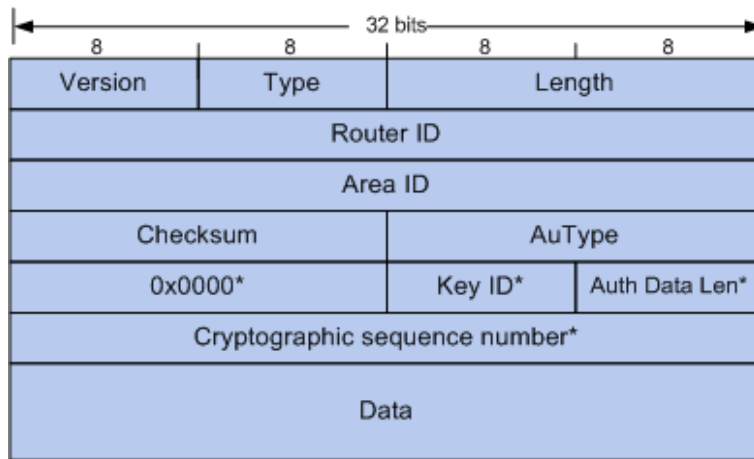 32 bits
8 8 8 8
Version Type Length
Router ID
Area ID
Checksum AuType
0x0000* Key ID* Auth Data Len*
Cryptographic sequence number*
Data